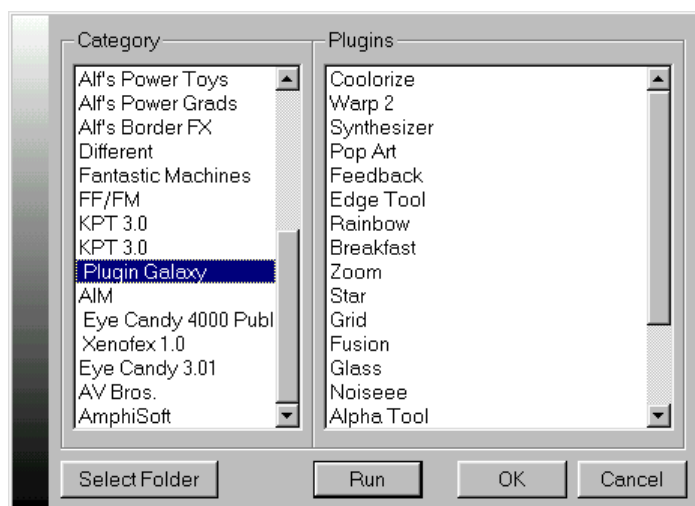 Category
Alf's Power Toys
Alf's Power Grads
Alf's Border FX
Different
Fantastic Machines
FF/FM
KPT 3.0
KPT 3.0
Plugin Galaxy
AIM
Eye Candy 4000 Publ
Xenofex 1.0
Eye Candy 3.01
AV Bros.
AmphiSoft
Plugins
Coolorize
Warp 2
Synthesizer
Pop Art
Feedback
Edge Tool
Rainbow
Breakfast
Zoom
Star
Grid
Fusion
Glass
Noiseee
Alpha Tool
Select Folder
Run
OK
Cancel